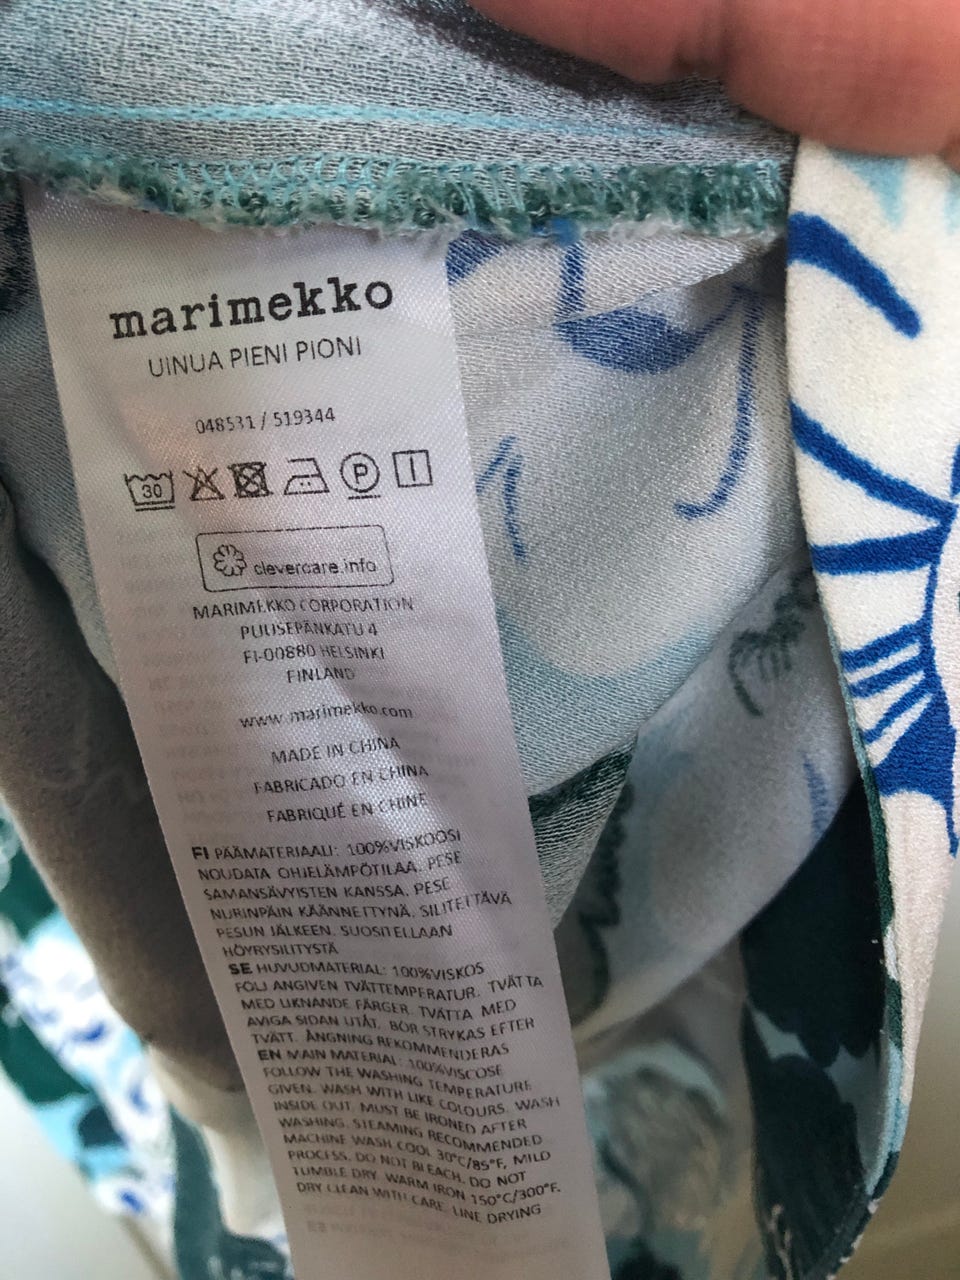 marimekko
UINUA PIENI PIONI
048531 / 519344
30 P
clevercare.info
MARIMEKKO CORPORATION
PUUSEPÄNKATU 4
FI-00880 HELSINKI
FINLAND
www.marimekko.com
MADE IN CHINA
FABRICADO EN CHINA
FABRIQUÉ EN CHINE
FI PÄÄMATERIAALI: 100%VISKOOSI
NOUDATA OHJELÄMPÖTILAA. PESE
SAMANSÄVYISTEN KANSSA. PESE
NURINPÄIN KÄÄNNETTYNÄ. SILITETTÄVÄ
PESUN JÄLKEEN. SUOSITELLAAN
HÖYRYSILITYSTÄ
SE HUVUDMATERIAL: 100%VISKOS
FÖLJ ANGIVEN TVÄTTEMPERATUR. TVÄTTA
MED LIKNANDE FÄRGER. TVÄTTA MED
AVIGA SIDAN UTÅT. BÖR STRYKAS EFTER
TVÄTT. ÅNGNING REKOMMENDERAS
EN MAIN MATERIAL: 100%VISCOSE
FOLLOW THE WASHING TEMPERATURE
GIVEN. WASH WITH LIKE COLOURS. WASH
INSIDE OUT. MUST BE IRONED AFTER
WASHING. STEAMING RECOMMENDED
MACHINE WASH COOL 30°C/85°F, MILD
PROCESS. DO NOT BLEACH. DO NOT
TUMBLE DRY. WARM IRON 150°C/300°F.
DRY CLEAN WITH CARE. LINE DRYING